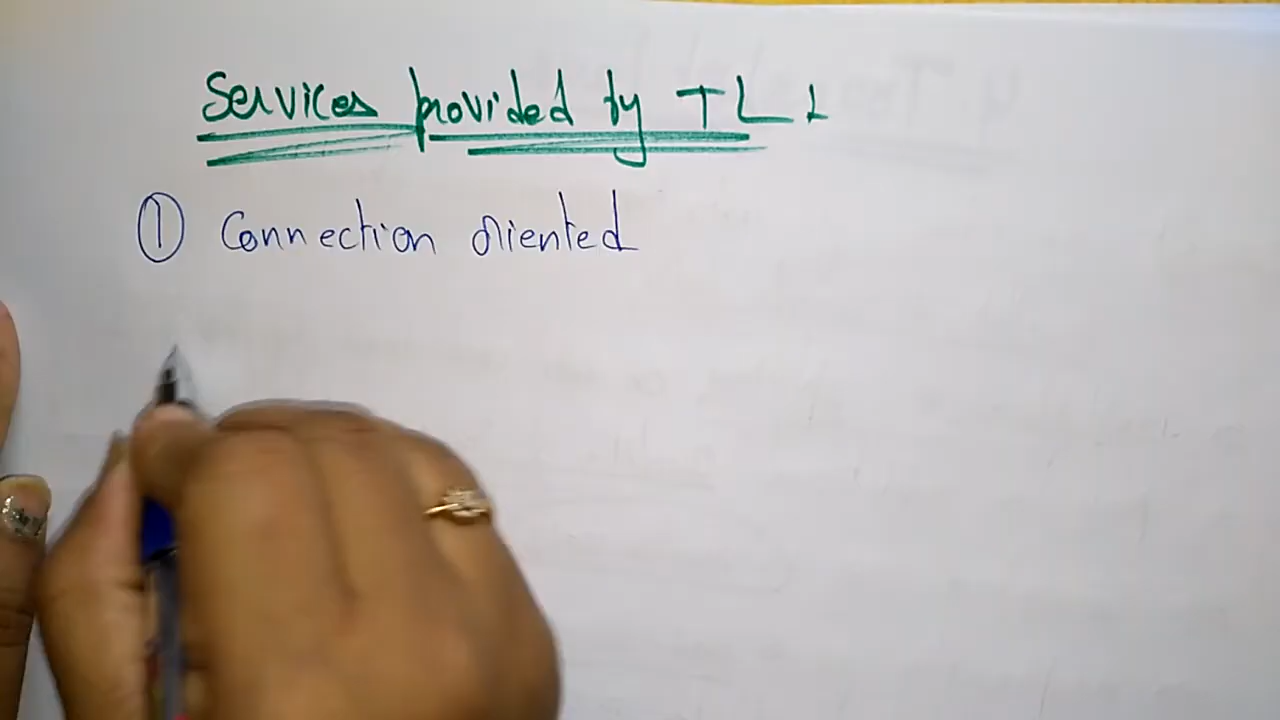 Services provided by TL :
① Connection oriented